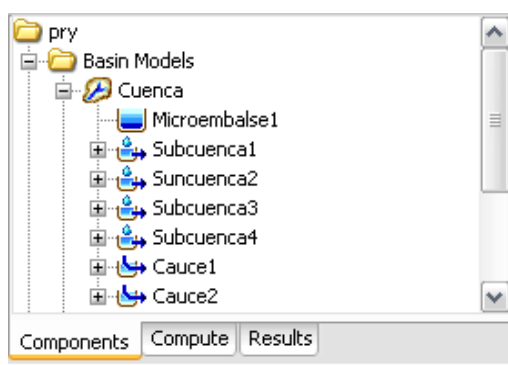 pry
Basin Models
Cuenca
Microembalse1
Subcuenca1
Suncuenca2
Subcuenca3
Subcuenca4
Cauce1
Cauce2
Components Compute Results